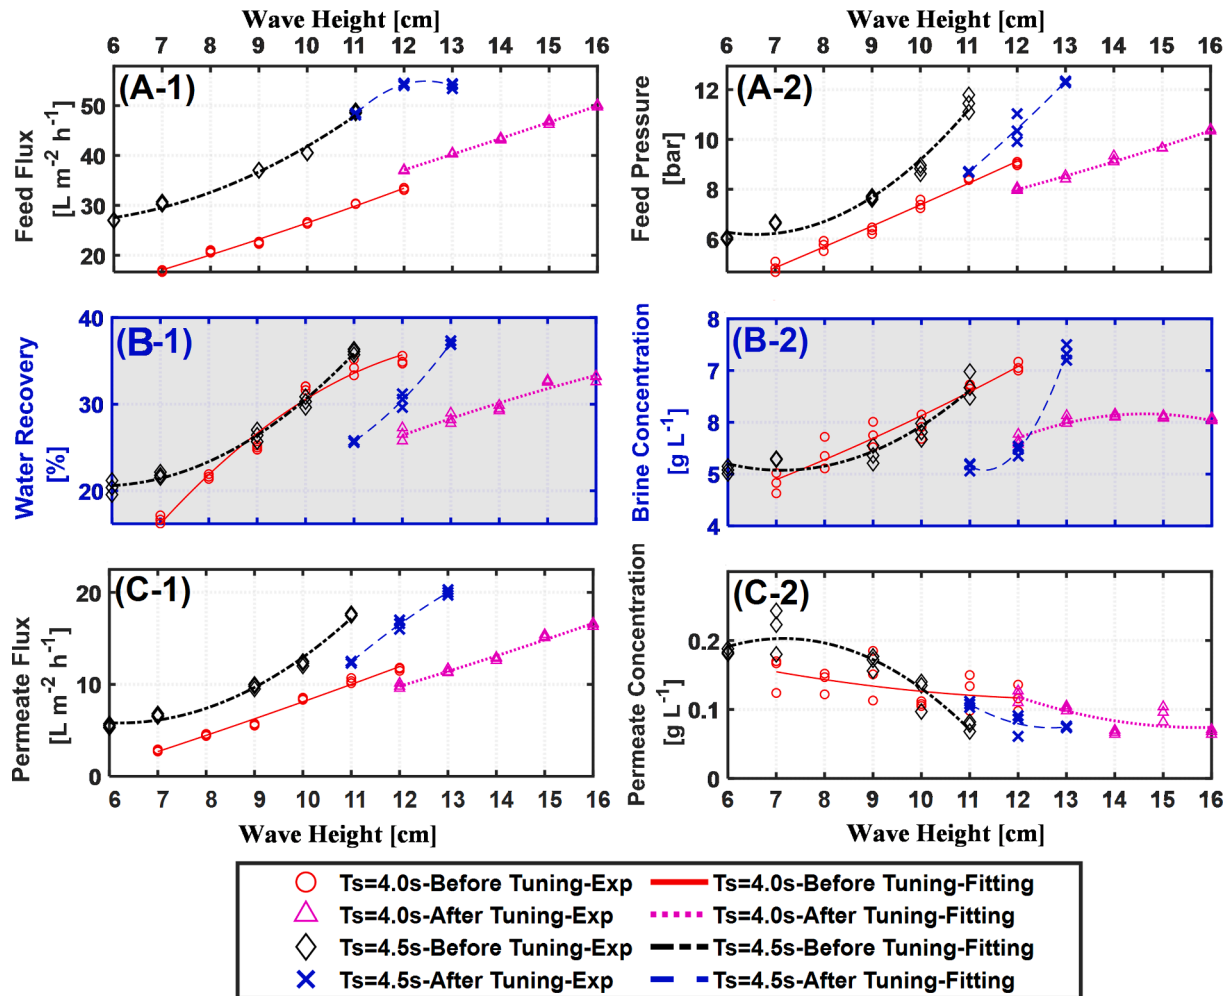 Wave Height [cm]
6 7 8 9 10 11 12 13 14 15 16
(A-1)
Feed Flux
[L m-2 h-1]
50
40
30
20
Wave Height [cm]
6 7 8 9 10 11 12 13 14 15 16
(A-2)
Feed Pressure
[bar]
12
10
8
6
(B-1)
Water Recovery
[%]
40
30
20
(B-2)
Brine Concentration
[g L-1]
8
7
8
5
4
(C-1)
Permeate Flux
[L m-2 h-1]
20
10
0
6 7 8 9 10 11 12 13 14 15 16
Wave Height [cm]
(C-2)
Permeate Concentration
[g L-1]
0.2
0.1
0
6 7 8 9 10 11 12 13 14 15 16
Wave Height [cm]
Ts=4.0s-Before Tuning-Exp
Ts=4.0s-Before Tuning-Fitting
Ts=4.0s-After Tuning-Exp
Ts=4.0s-After Tuning-Fitting
Ts=4.5s-Before Tuning-Exp
Ts=4.5s-Before Tuning-Fitting
Ts=4.5s-After Tuning-Exp
Ts=4.5s-After Tuning-Fitting